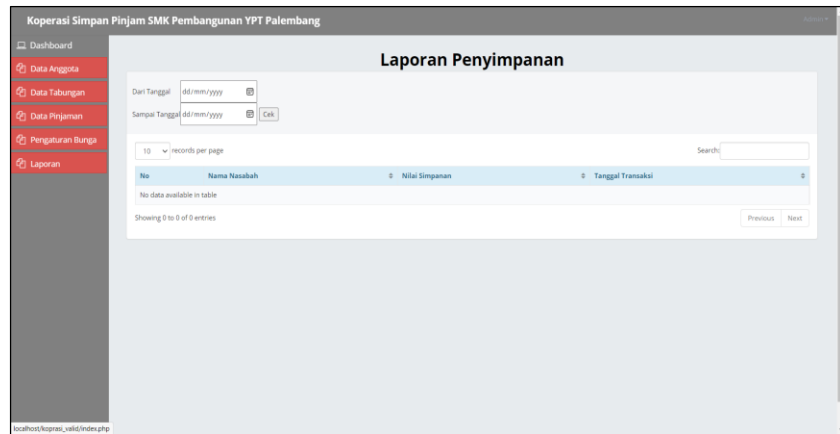 Koperasi Simpan Pinjam SMK Pembangunan YPT Palembang
Admin
Dashboard
Data Anggota
Data Tabungan
Data Pinjaman
Pengaturan Bunga
Laporan
Laporan Penyimpanan
Dari Tanggal dd/mm/yyyy
Sampai Tanggal dd/mm/yyyy Cek
10 records per page Search:
No Nama Nasabah Nilai Simpanan Tanggal Transaksi
No data available in table
Showing 0 to 0 of 0 entries Previous Next
localhost/koprasi_valid/index.php